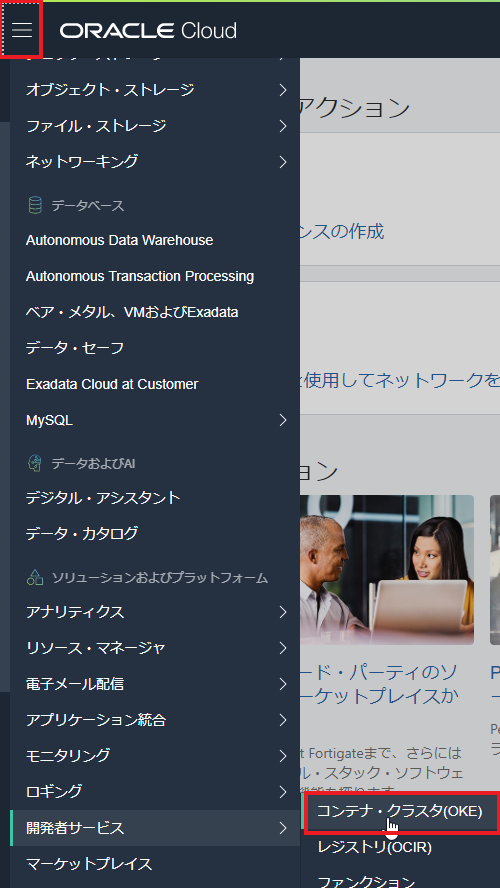 ORACLE Cloud
オブジェクト・ストレージ
ファイル・ストレージ
ネットワーキング
データベース
Autonomous Data Warehouse
Autonomous Transaction Processing
ベア・メタル、VMおよびExadata
データ・セーフ
Exadata Cloud at Customer
MySQL
データおよびAI
デジタル・アシスタント
データ・カタログ
ソリューションおよびプラットフォーム
アナリティクス
リソース・マネージャ
電子メール配信
アプリケーション統合
モニタリング
ロギング
開発者サービス
マーケットプレイス
アクション
ンスの作成
を使用してネットワークを
ョン
ード・パーティのソ
ーケットプレイスか
t Fortigateまで、さらには
ル・スタック・ソフトウェ
コンテナ・クラスタ(OKE)
レジストリ(OCIR)
ファンクション